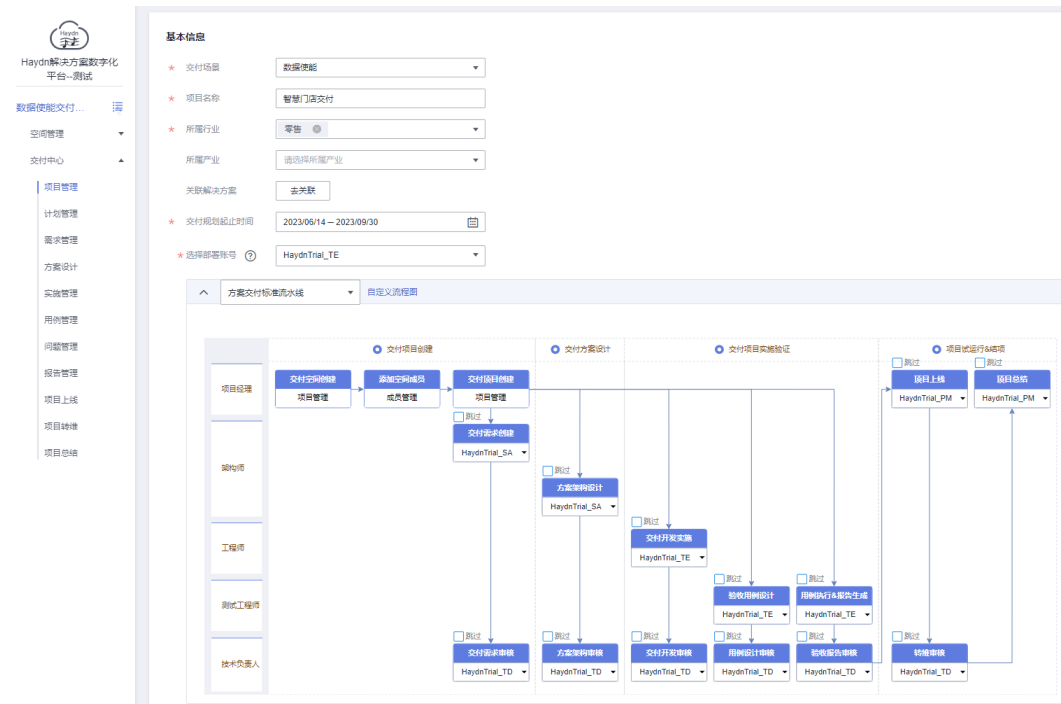 Haydn
Haydn解决方案数字化
平台--测试
数据使能交付...
空间管理
交付中心
项目管理
计划管理
需求管理
方案设计
实施管理
用例管理
问题管理
报告管理
项目上线
项目转维
项目总结
基本信息
* 交付场景 数据使能
* 项目名称 智慧门店交付
* 所属行业 零售
所属产业 请选择所属产业
关联解决方案 去关联
* 交付规划起止时间 2023/06/14 — 2023/09/30
* 选择部署账号 ? HaydnTrial_TE
方案交付标准流水线 自定义流程图
交付项目创建 交付方案设计 交付项目实施验证 项目试运行&结项
跳过 跳过
项目经理 交付空间创建 添加空间成员 交付项目创建 项目上线 项目总结
项目管理 成员管理 项目管理 HaydnTrial_PM HaydnTrial_PM
跳过
交付需求创建
HaydnTrial_SA
架构师
跳过
方案架构设计
HaydnTrial_SA
跳过
工程师 交付开发实施
HaydnTrial_TE
跳过 跳过
测试工程师 验收用例设计 用例执行&报告生成
HaydnTrial_TE HaydnTrial_TE
跳过 跳过 跳过 跳过 跳过 跳过
技术负责人 交付需求审核 方案架构审核 交付开发审核 用例设计审核 验收报告审核 转维审核
HaydnTrial_TD HaydnTrial_TD HaydnTrial_TD HaydnTrial_TD HaydnTrial_TD HaydnTrial_TD